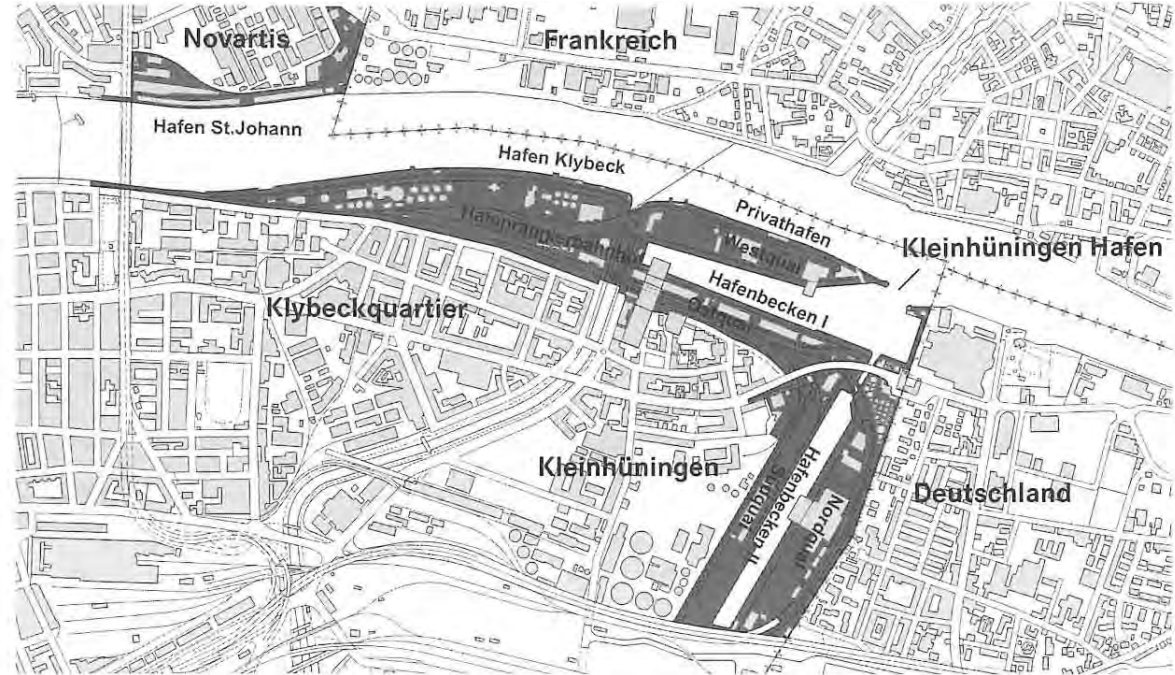 Novartis
Frankreich
Hafen St.Johann
Hafen Klybeck
Privathafen
Hafenrangierbahnhof
Westquai
Kleinhüningen Hafen
Hafenbecken I
Klybeckquartier
Ostquai
Kleinhüningen
Hafenbecken II
Südquai
Nordquai
Deutschland